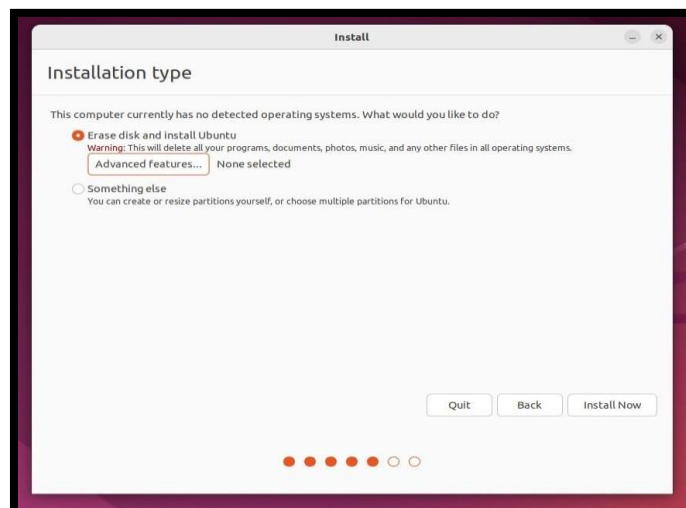 Install
Installation type
This computer currently has no detected operating systems. What would you like to do?
Erase disk and install Ubuntu
Warning: This will delete all your programs, documents, photos, music, and any other files in all operating systems.
Advanced features... None selected
Something else
You can create or resize partitions yourself, or choose multiple partitions for Ubuntu.
Quit Back Install Now